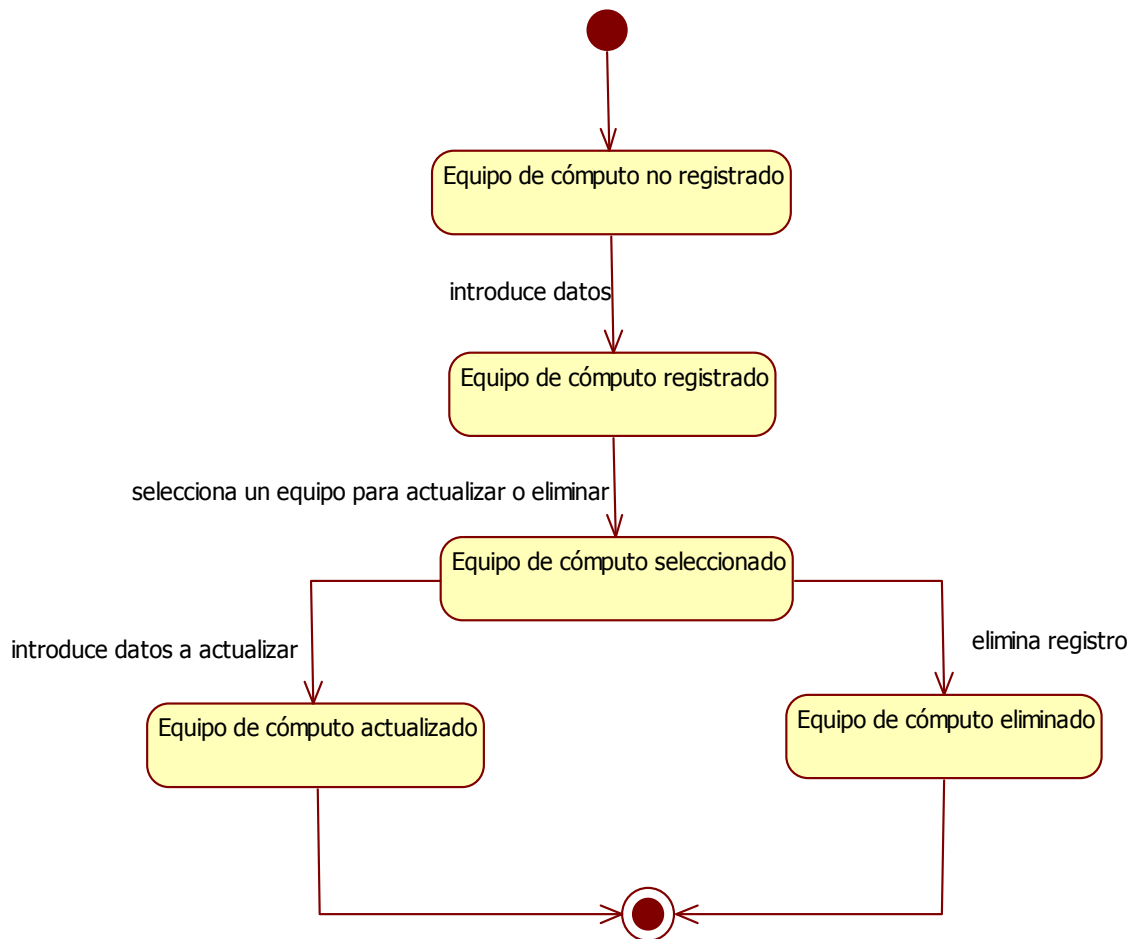 Equipo de cómputo no registrado
introduce datos
Equipo de cómputo registrado
selecciona un equipo para actualizar o eliminar
Equipo de cómputo seleccionado
introduce datos a actualizar
elimina registro
Equipo de cómputo actualizado
Equipo de cómputo eliminado